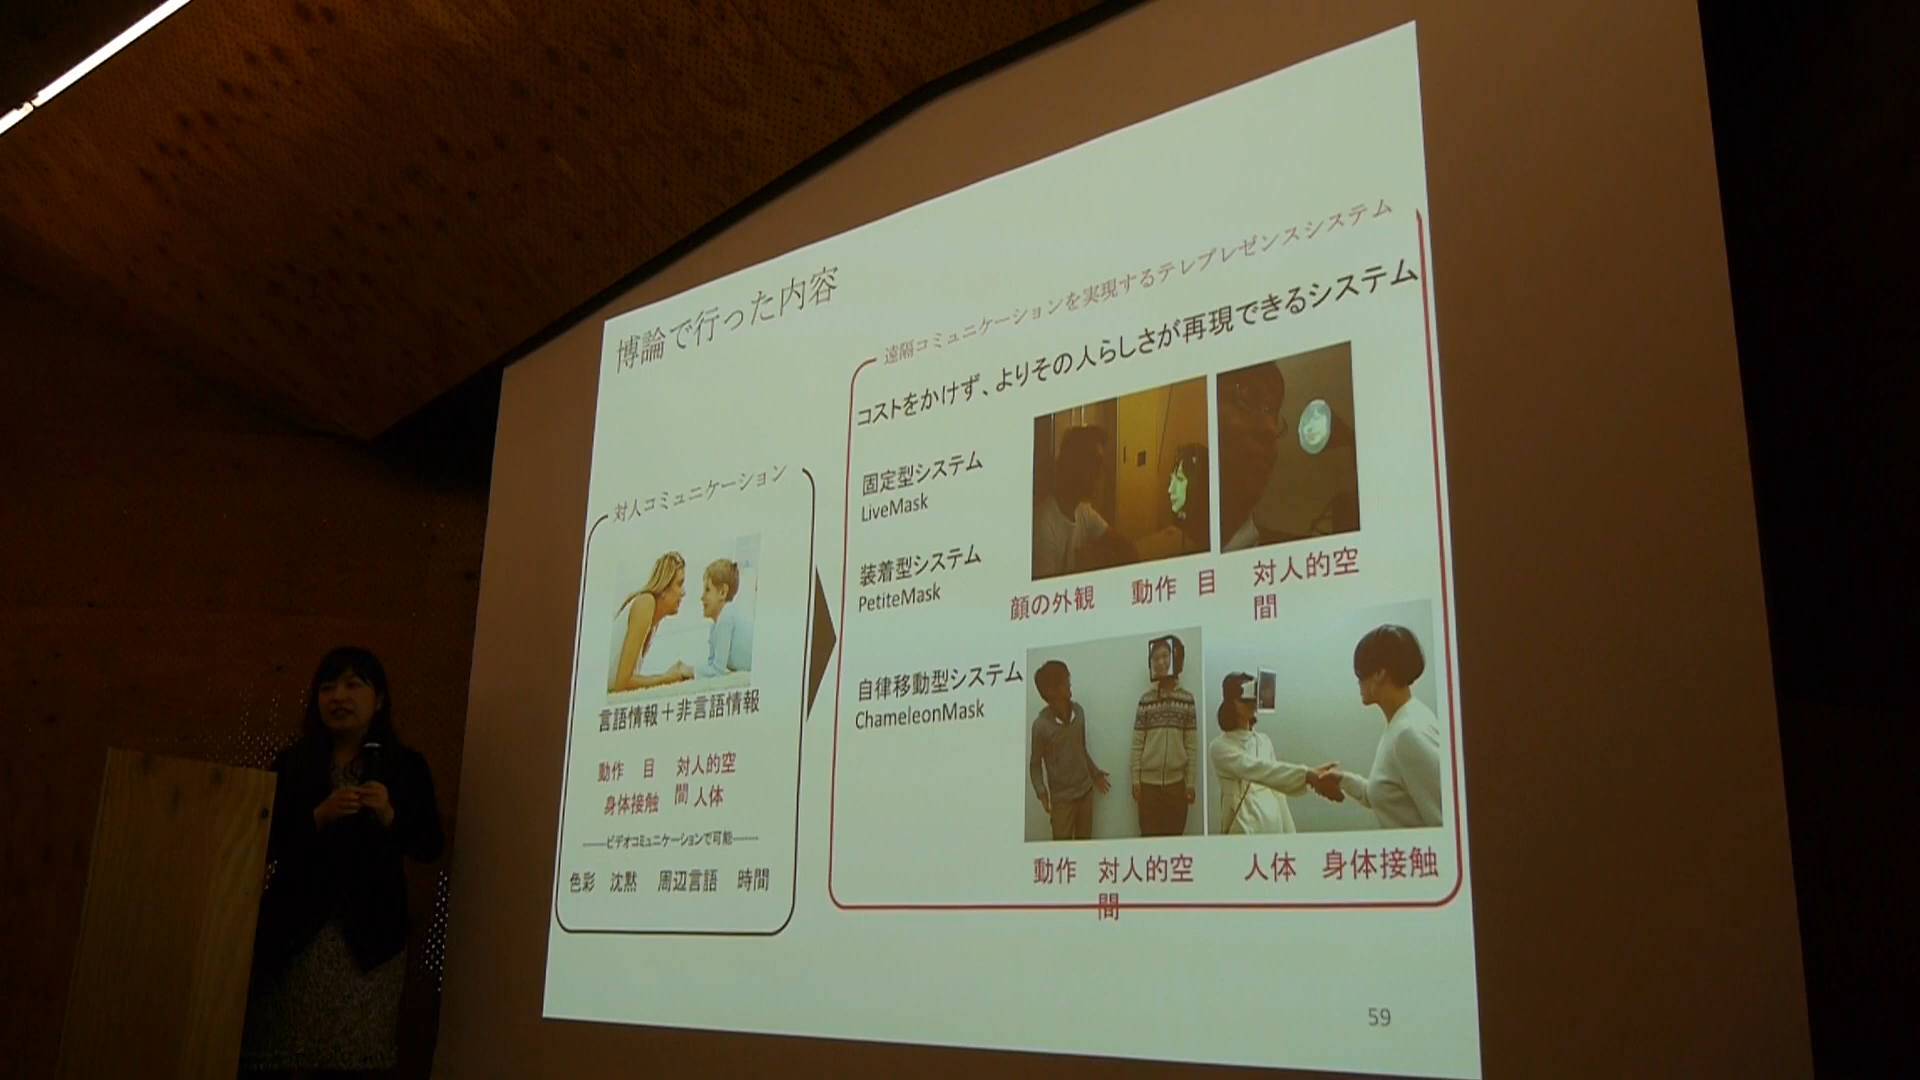 博論で行った内容
対人コミュニケーション
言語情報＋非言語情報
動作 目 対人的空
間
身体接触 人体
-----ビデオコミュニケーションで可能-----
色彩 沈黙 周辺言語 時間
遠隔コミュニケーションを実現するテレプレゼンスシステム
コストをかけず、よりその人らしさが再現できるシステム
固定型システム
LiveMask
装着型システム
PetiteMask
顔の外観 動作 目 対人的空
間
自律移動型システム
ChameleonMask
動作 対人的空
間
人体 身体接触
59